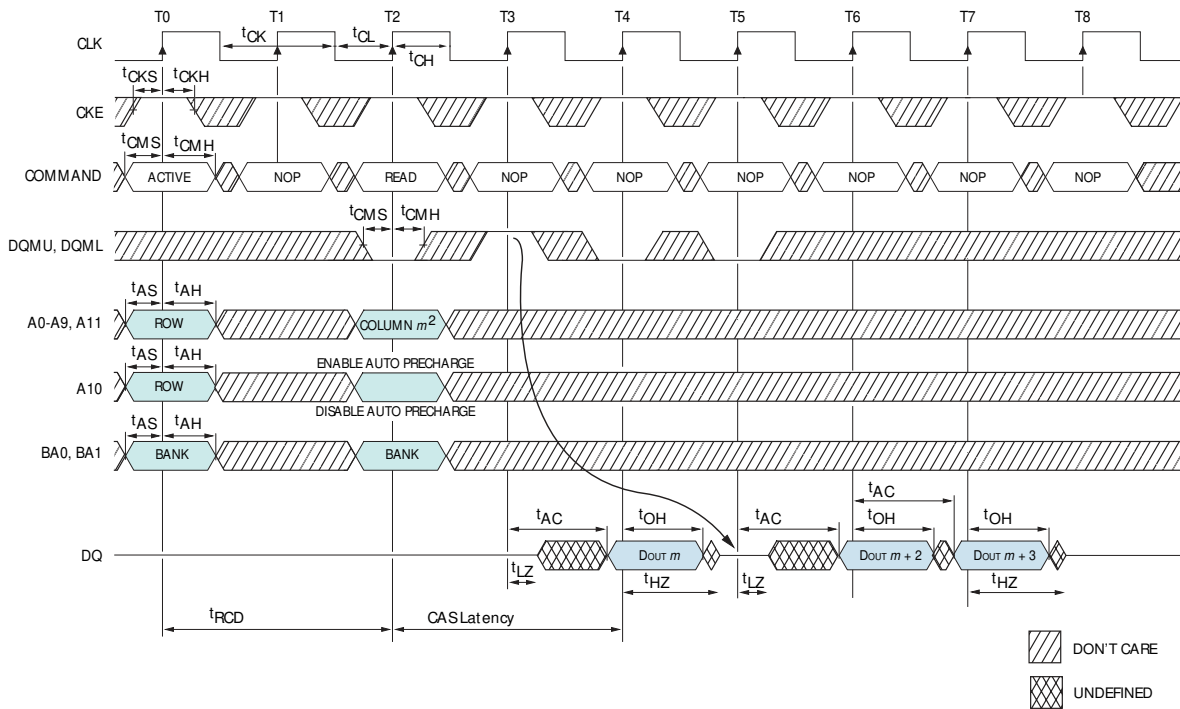 T0 T1 T2 T3 T4 T5 T6 T7 T8
CLK
tCK tCL tCH
tCKS tCKH
CKE
tCMS tCMH
COMMAND ACTIVE NOP READ NOP NOP NOP NOP NOP NOP
tCMS tCMH
DQMU, DQML
tAS tAH
A0-A9, A11 ROW COLUMN m2
tAS tAH ENABLE AUTO PRECHARGE
A10 ROW
DISABLE AUTO PRECHARGE
tAS tAH
BA0, BA1 BANK BANK
tAC
tAC tOH tAC tOH tOH
DQ DOUT m DOUT m + 2 DOUT m + 3
tLZ tHZ tLZ tHZ
tRCD CAS Latency
DON'T CARE
UNDEFINED